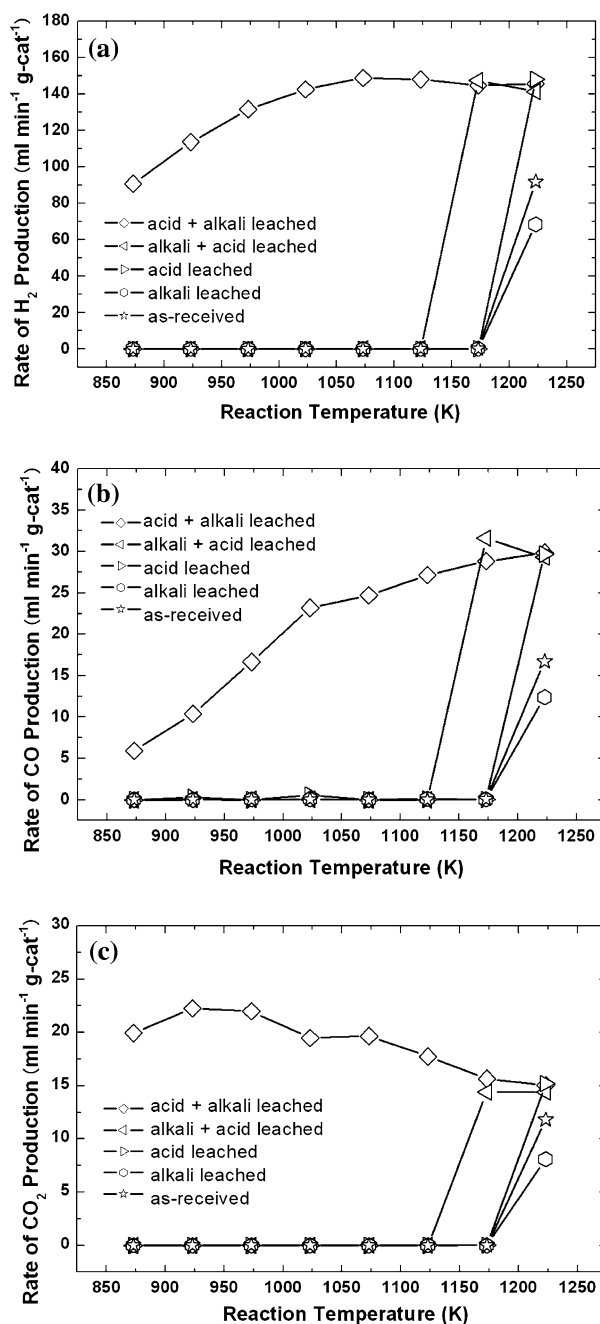 (a)
Rate of H2 Production (ml min-1 g-cat-1)
180
160
140
120
100
80
60
40
20
0
acid + alkali leached
alkali + acid leached
acid leached
alkali leached
as-received
850 900 950 1000 1050 1100 1150 1200 1250
Reaction Temperature (K)
(b)
Rate of CO Production (ml min-1 g-cat-1)
40
35
30
25
20
15
10
5
0
acid + alkali leached
alkali + acid leached
acid leached
alkali leached
as-received
850 900 950 1000 1050 1100 1150 1200 1250
Reaction Temperature (K)
(c)
Rate of CO2 Production (ml min-1 g-cat-1)
30
25
20
15
10
5
0
acid + alkali leached
alkali + acid leached
acid leached
alkali leached
as-received
850 900 950 1000 1050 1100 1150 1200 1250
Reaction Temperature (K)